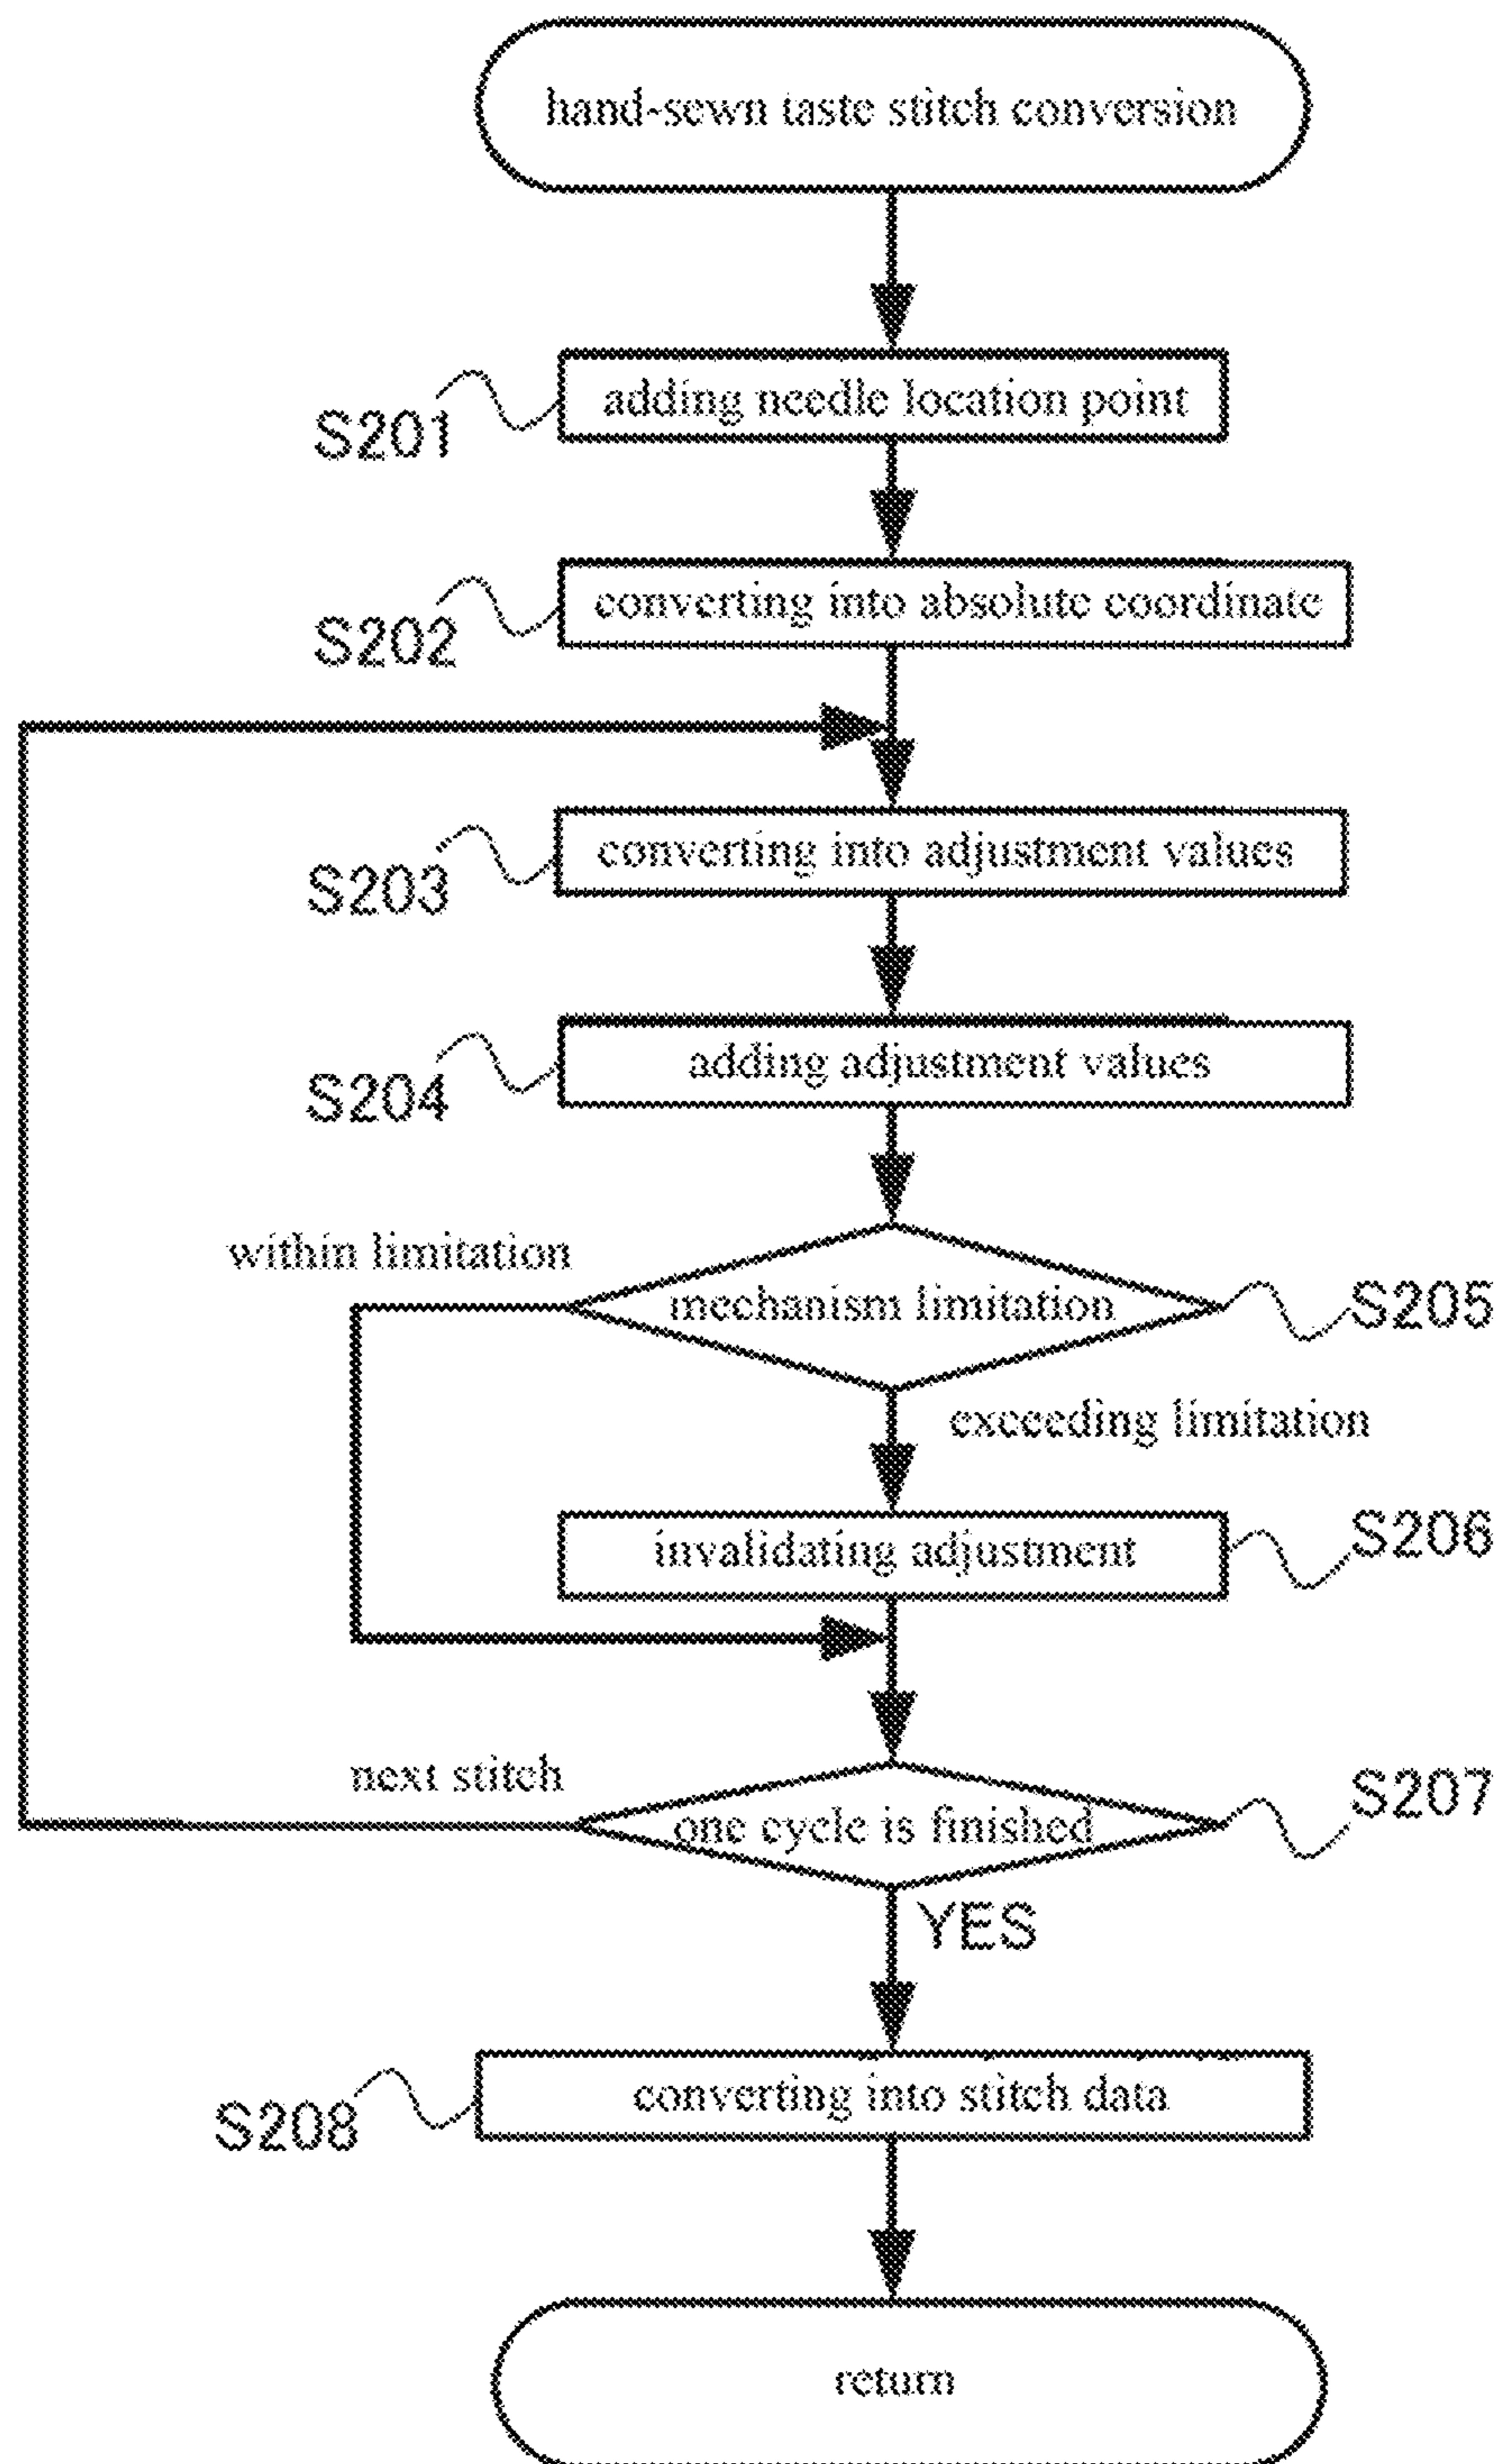 hand-sewn taste stitch conversion
adding needle location point
S201
converting into absolute coordinate
S202
converting into adjustment values
S203
adding adjustment values
S204
within limitation
mechanism limitation
S205
exceeding limitation
invalidating adjustment
S206
next stitch
one cycle is finished
S207
YES
converting into stitch data
S208
return